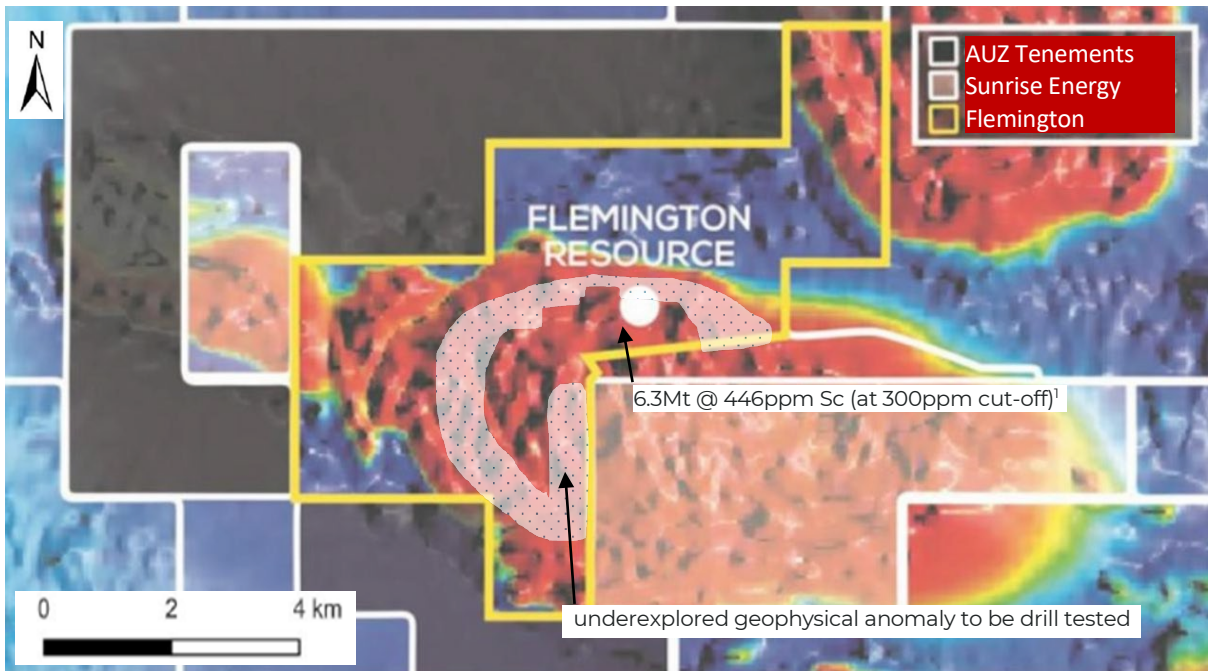 N
AUZ Tenements
Sunrise Energy
Flemington
FLEMINGTON
RESOURCE
6.3Mt @ 446ppm Sc (at 300ppm cut-off)¹
underexplored geophysical anomaly to be drill tested
0 2 4 km